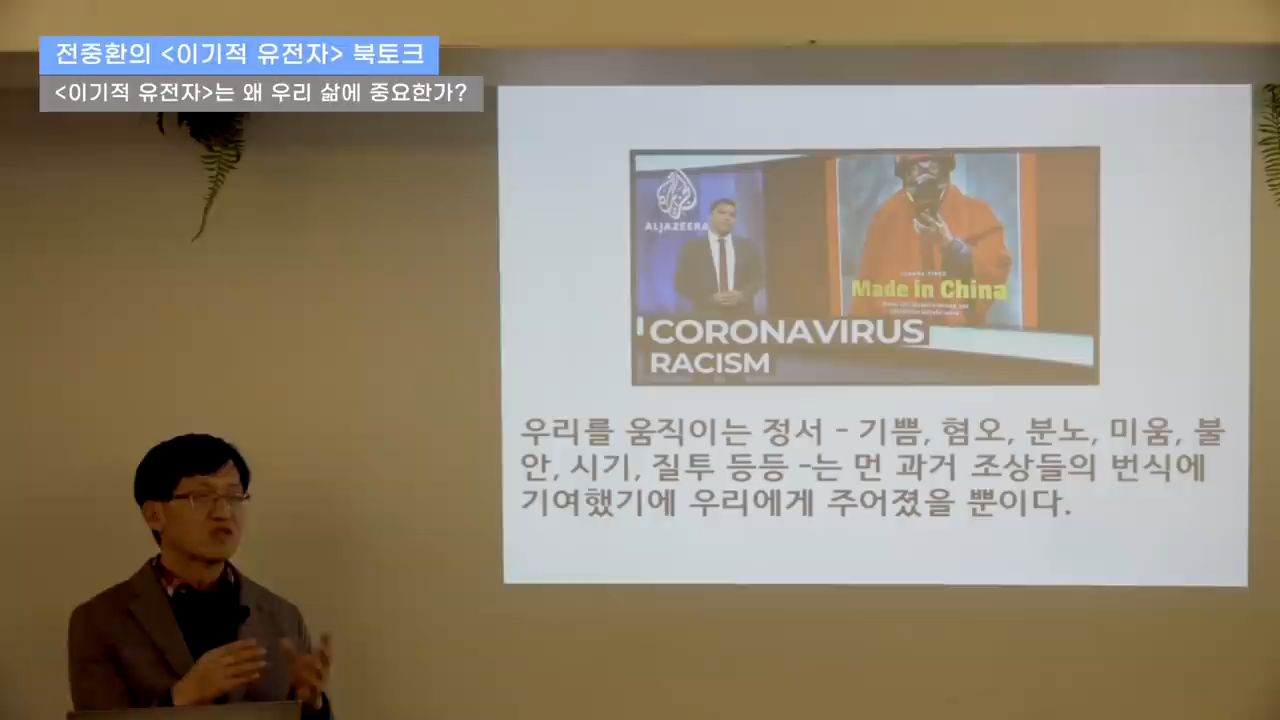 전중환의 <이기적 유전자> 북토크
<이기적 유전자>는 왜 우리 삶에 중요한가?
ALJAZEERA
Made in China
CORONAVIRUS
RACISM
우리를 움직이는 정서 - 기쁨, 혐오, 분노, 미움, 불
안, 시기, 질투 등등 -는 먼 과거 조상들의 번식에
기여했기에 우리에게 주어졌을 뿐이다.